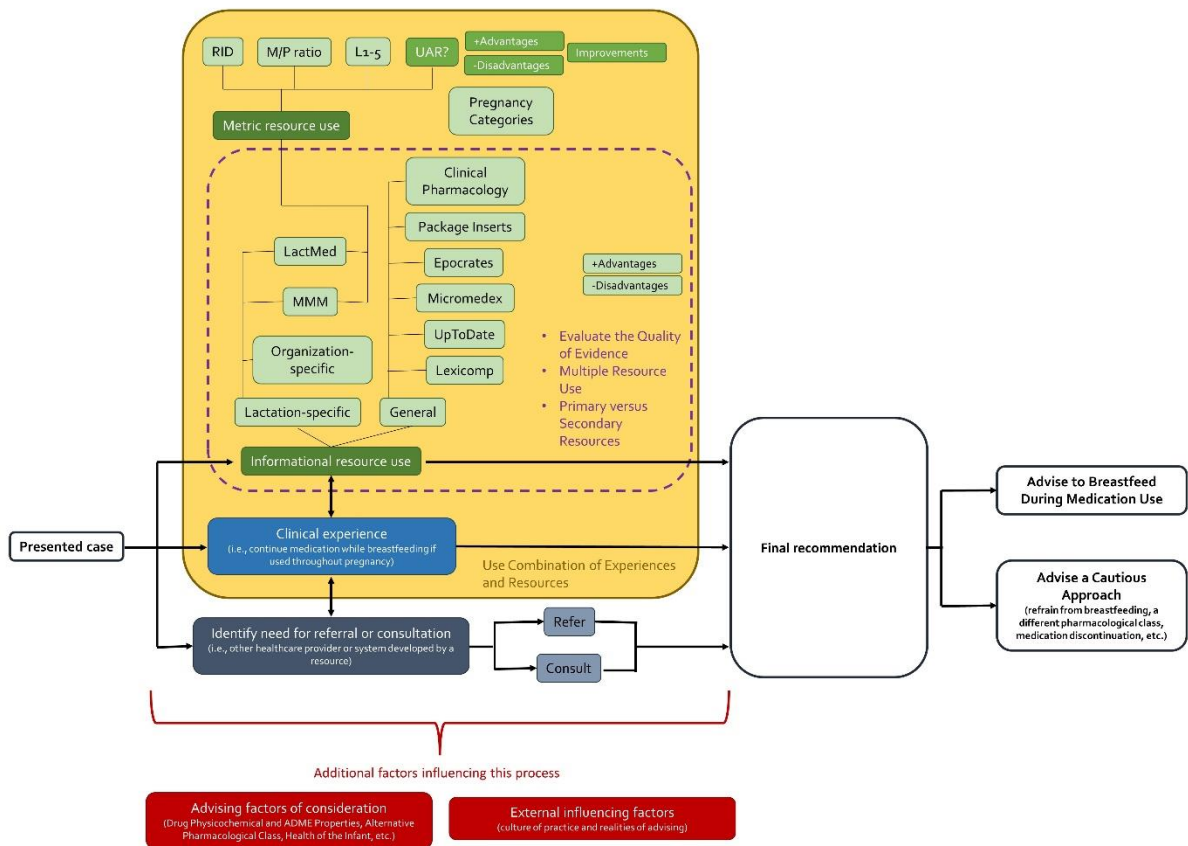 RID
M/P ratio
L1-5
UAR?
+Advantages
-Disadvantages
Improvements
Pregnancy
Categories
Metric resource use
Clinical
Pharmacology
Package Inserts
LactMed
Epocrates
+Advantages
-Disadvantages
MMM
Micromedex
UpToDate
Organization-
specific
Lexicomp
• Evaluate the Quality
of Evidence
• Multiple Resource
Use
• Primary versus
Secondary
Resources
Lactation-specific
General
Informational resource use
Presented case
Clinical experience
(i.e., continue medication while breastfeeding if
used throughout pregnancy)
Use Combination of Experiences
and Resources
Identify need for referral or consultation
(i.e., other healthcare provider or system developed by a
resource)
Refer
Consult
Final recommendation
Advise to Breastfeed
During Medication Use
Advise a Cautious
Approach
(refrain from breastfeeding, a
different pharmacological class,
medication discontinuation, etc.)
Additional factors influencing this process
Advising factors of consideration
(Drug Physicochemical and ADME Properties, Alternative
Pharmacological Class, Health of the Infant, etc.)
External influencing factors
(culture of practice and realities of advising)